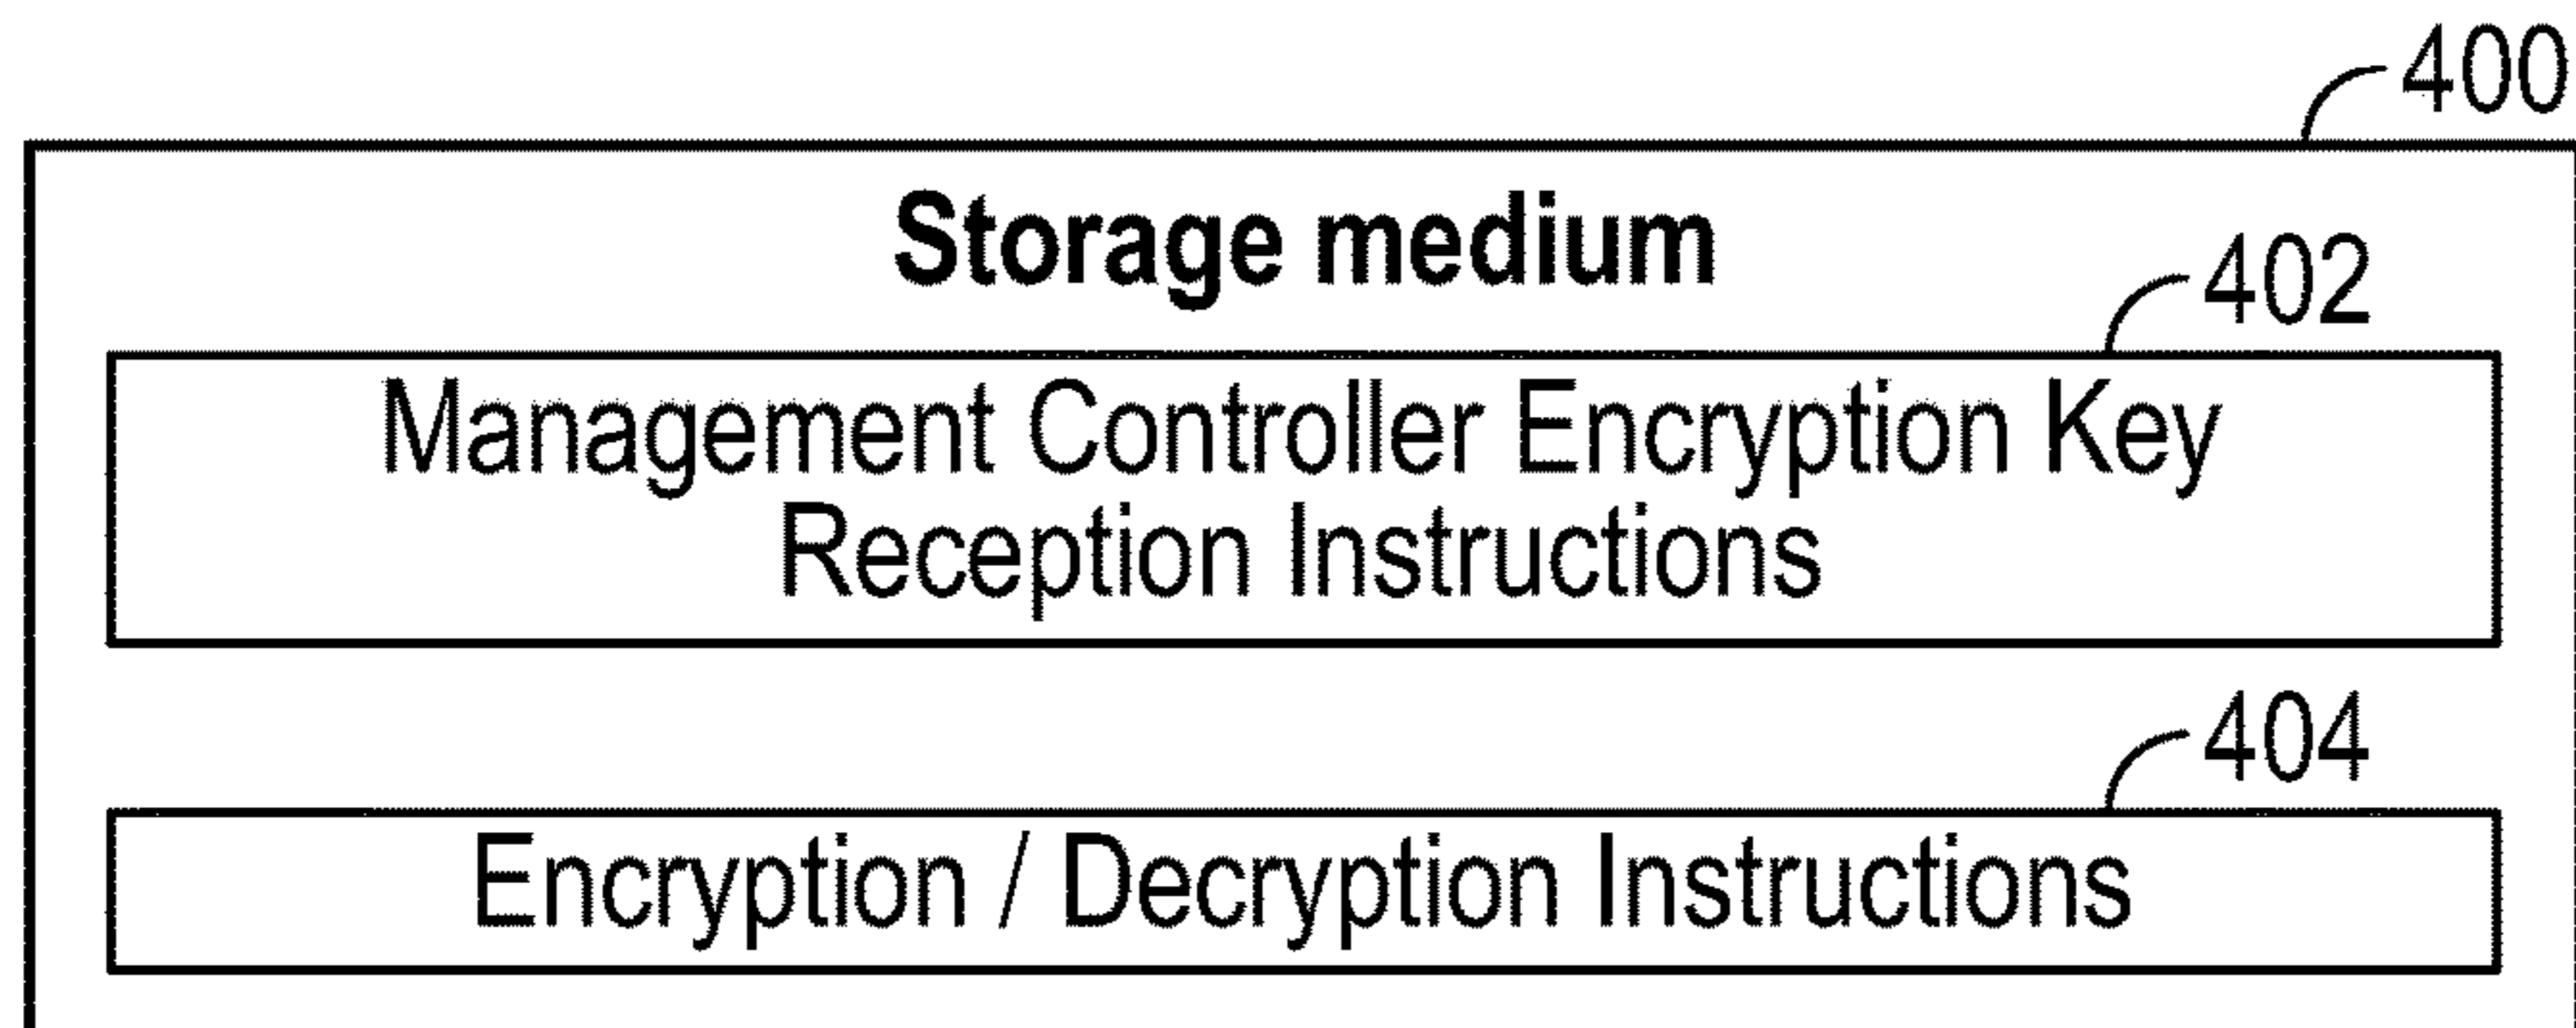 400
Storage medium
402
Management Controller Encryption Key
Reception Instructions
404
Encryption / Decryption Instructions